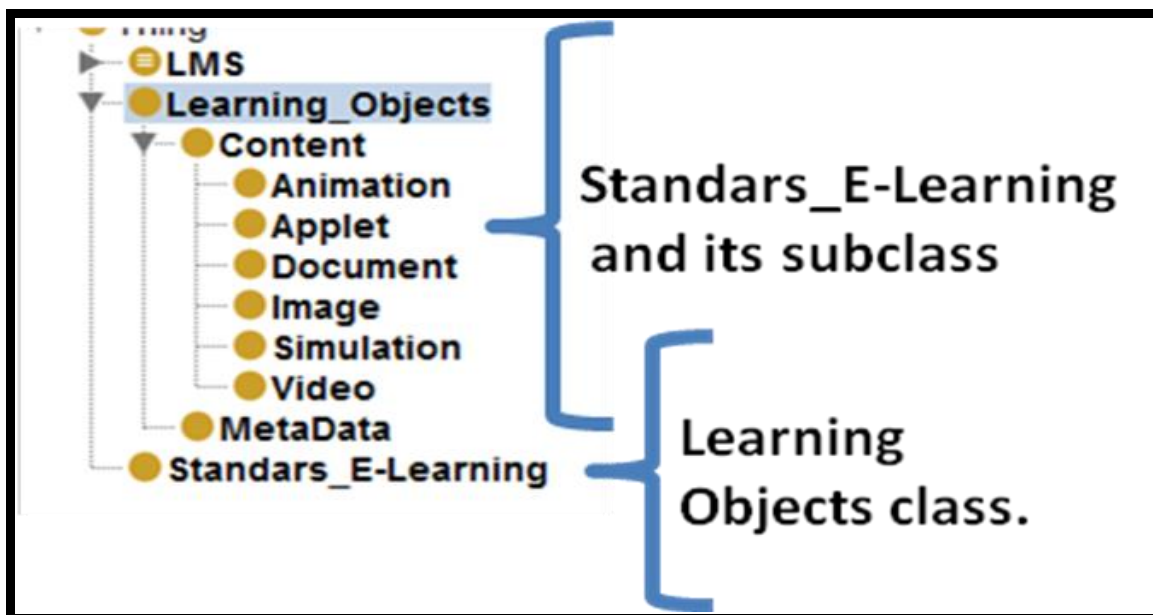 Thing
LMS
Learning_Objects
Content
Animation
Applet
Document
Image
Simulation
Video
MetaData
Standars_E-Learning
Standars_E-Learning
and its subclass
Learning
Objects class.